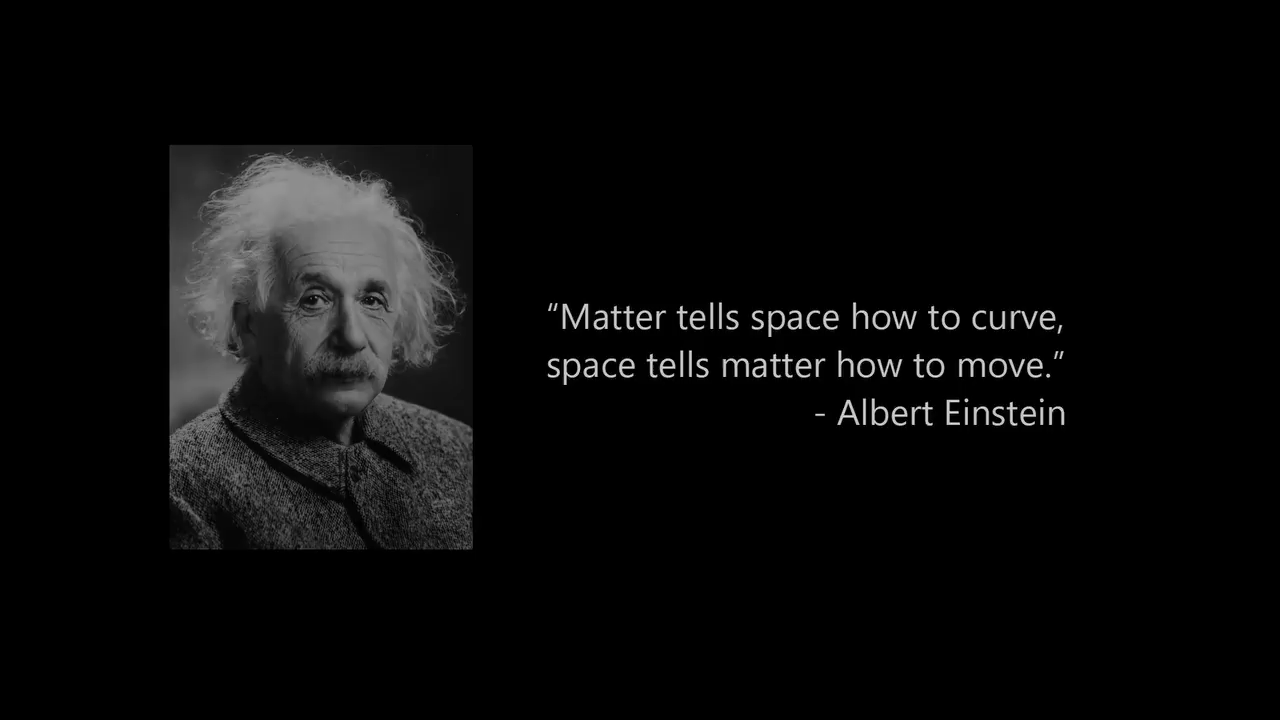 “Matter tells space how to curve,
space tells matter how to move.”
- Albert Einstein